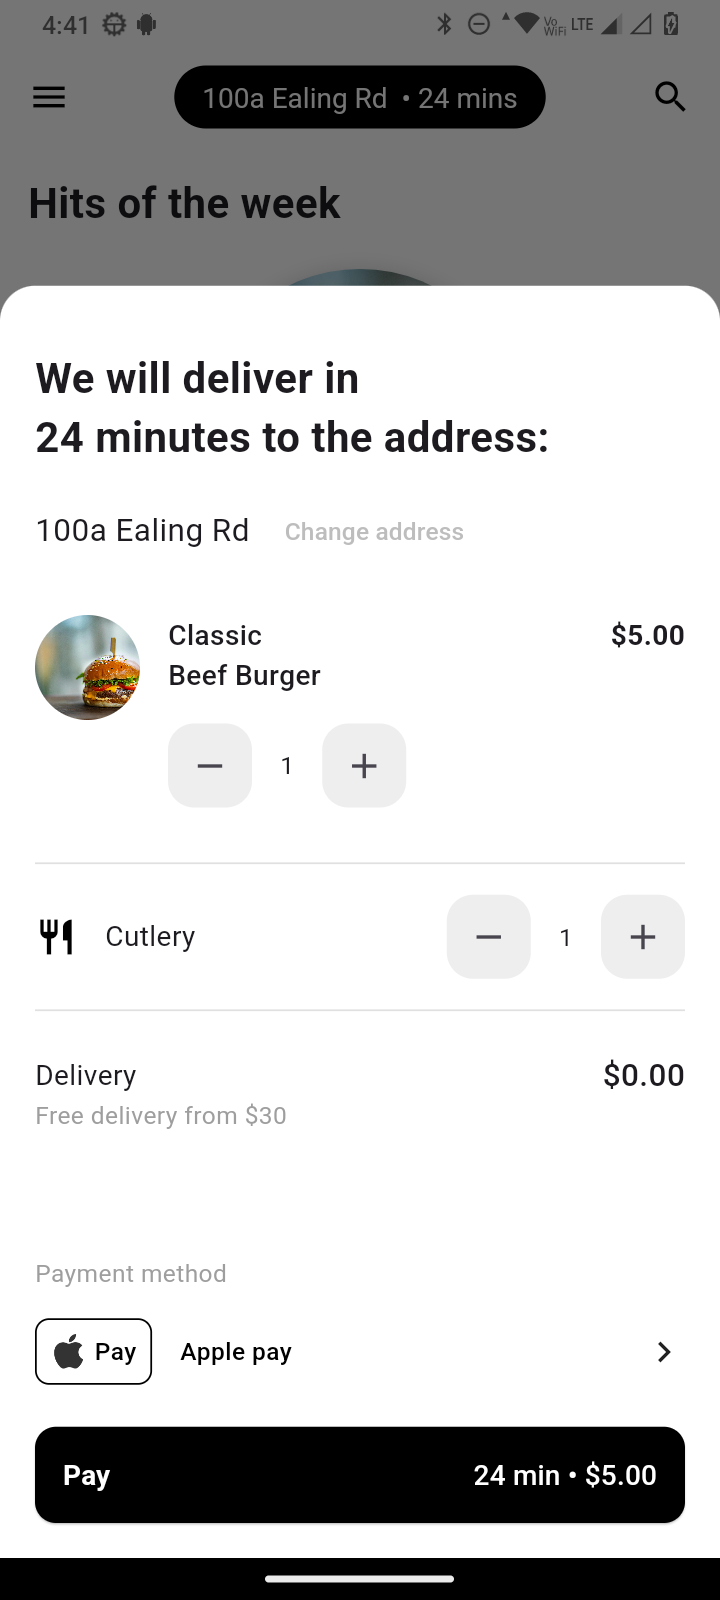 4:41
Vo WiFi LTE
100a Ealing Rd • 24 mins
Hits of the week
We will deliver in
24 minutes to the address:
100a Ealing Rd Change address
Classic $5.00
Beef Burger
1
Cutlery 1
Delivery $0.00
Free delivery from $30
Payment method
Pay Apple pay
Pay 24 min • $5.00